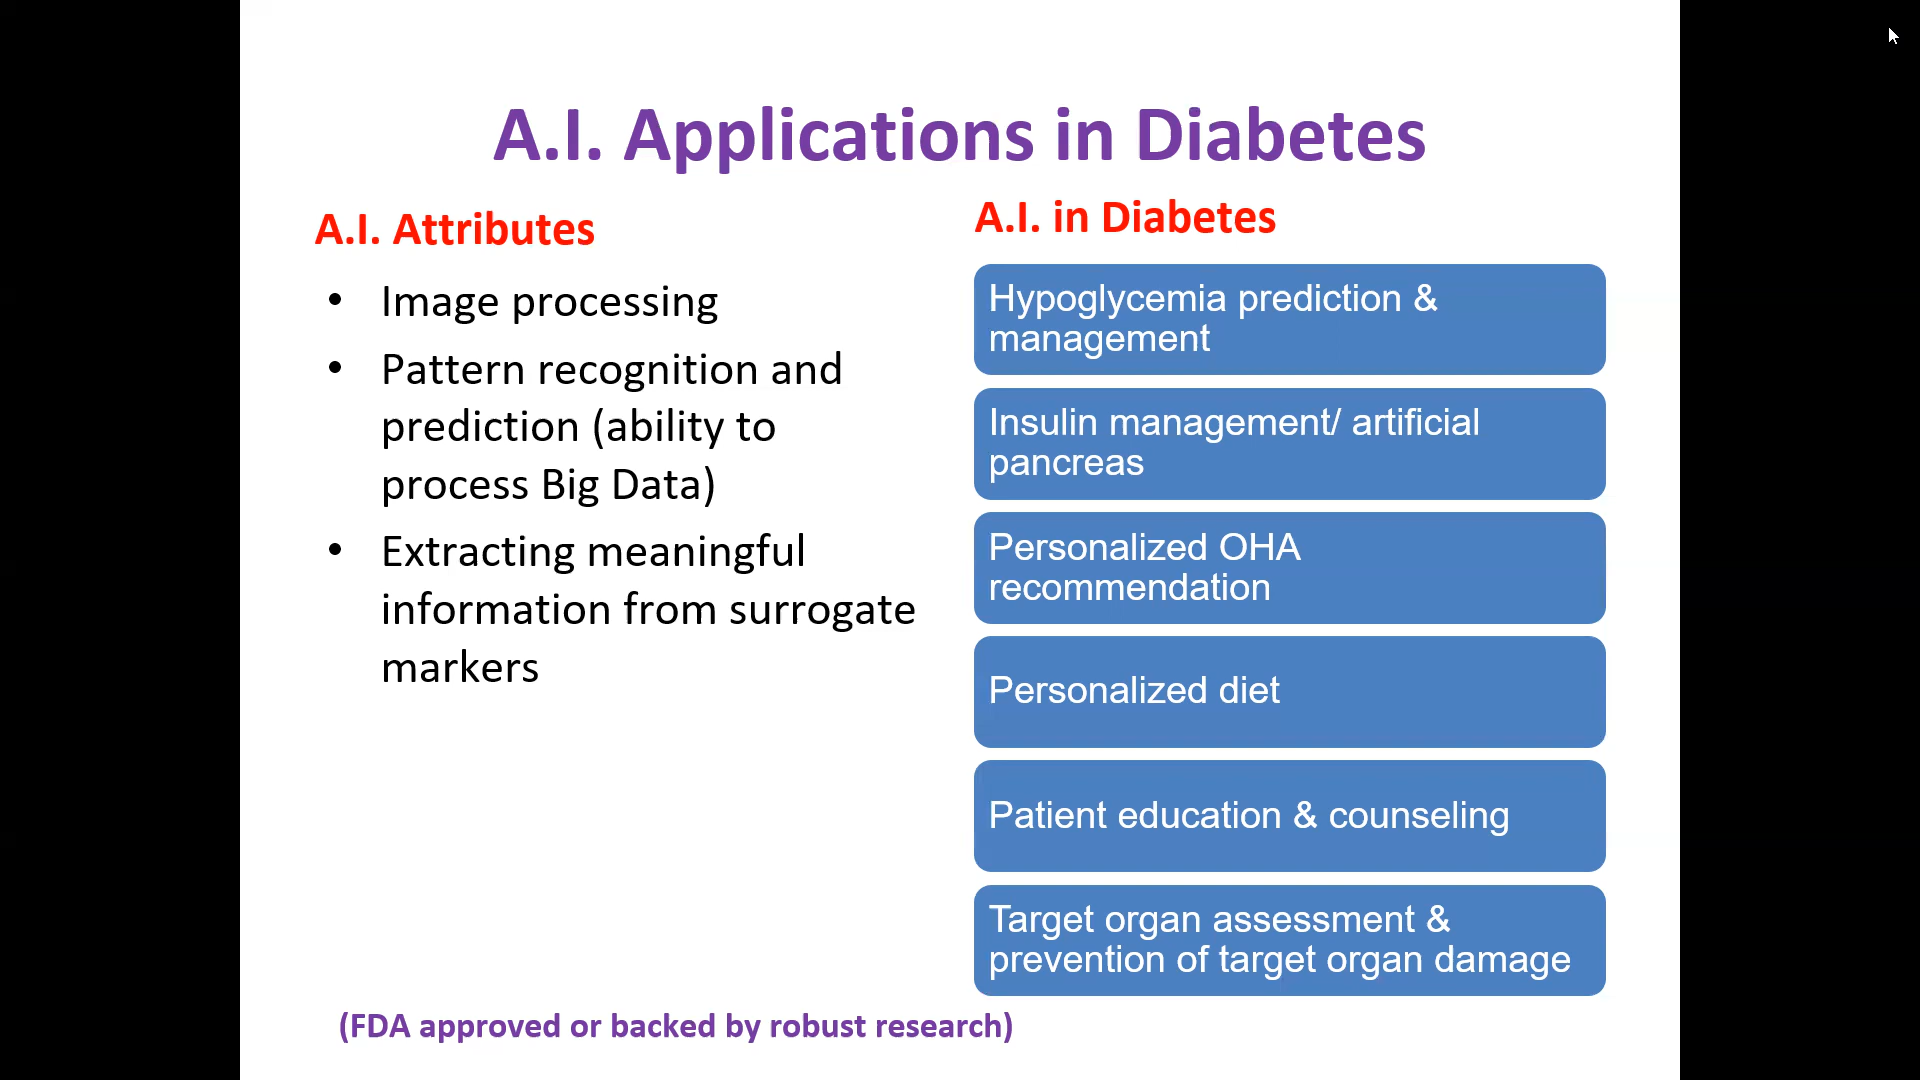 A.I. Applications in Diabetes
A.I. Attributes
• Image processing
• Pattern recognition and
prediction (ability to
process Big Data)
• Extracting meaningful
information from surrogate
markers
A.I. in Diabetes
Hypoglycemia prediction &
management
Insulin management/ artificial
pancreas
Personalized OHA
recommendation
Personalized diet
Patient education & counseling
Target organ assessment &
prevention of target organ damage
(FDA approved or backed by robust research)